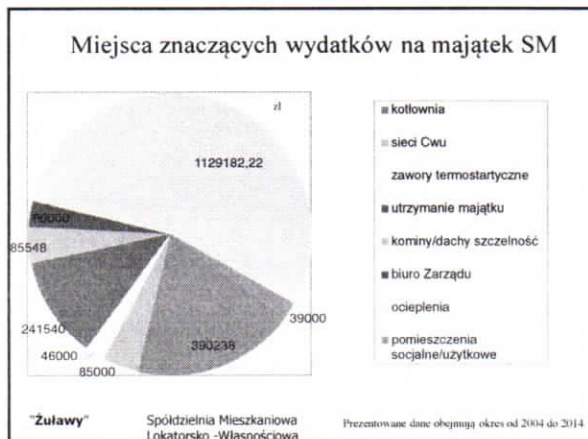 Miejsca znaczących wydatków na majątek SM
zł
1129182,22
85548
241540
46000
85000
390238
39000
kotłownia
sieci Cwu
zawory termostartyczne
utrzymanie majątku
kominy/dachy szczelność
biuro Zarządu
ocieplenia
pomieszczenia
socjalne/użytkowe
"Żuławy"
Spółdzielnia Mieszkaniowa
Lokatorsko -Własnościowa
Prezentowane dane obejmują okres od 2004 do 2014